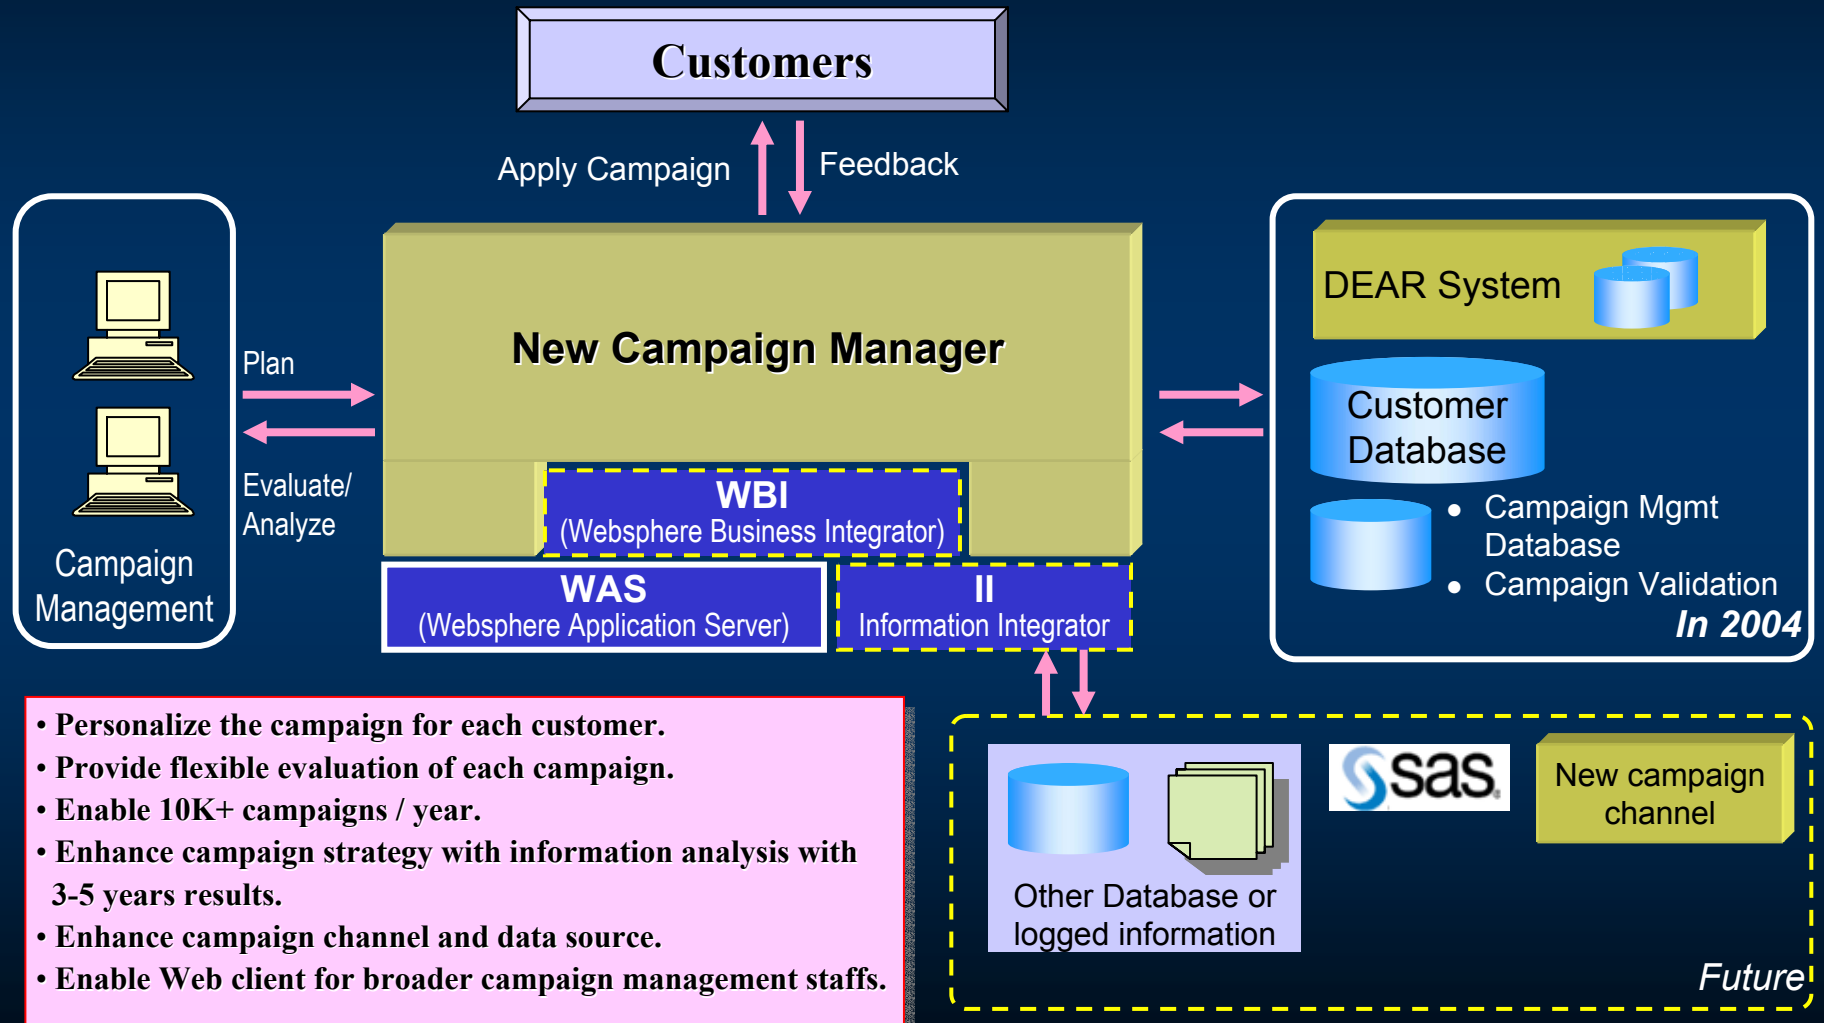 Customers
Apply Campaign
Feedback
Campaign
Management
Plan
Evaluate/
Analyze
New Campaign Manager
WBI
(Websphere Business Integrator)
WAS
(Websphere Application Server)
II
Information Integrator
DEAR System
Customer
Database
• Campaign Mgmt
Database
• Campaign Validation
In 2004
• Personalize the campaign for each customer.
• Provide flexible evaluation of each campaign.
• Enable 10K+ campaigns / year.
• Enhance campaign strategy with information analysis with
3-5 years results.
• Enhance campaign channel and data source.
• Enable Web client for broader campaign management staffs.
Other Database or
logged information
sas.
New campaign
channel
Future